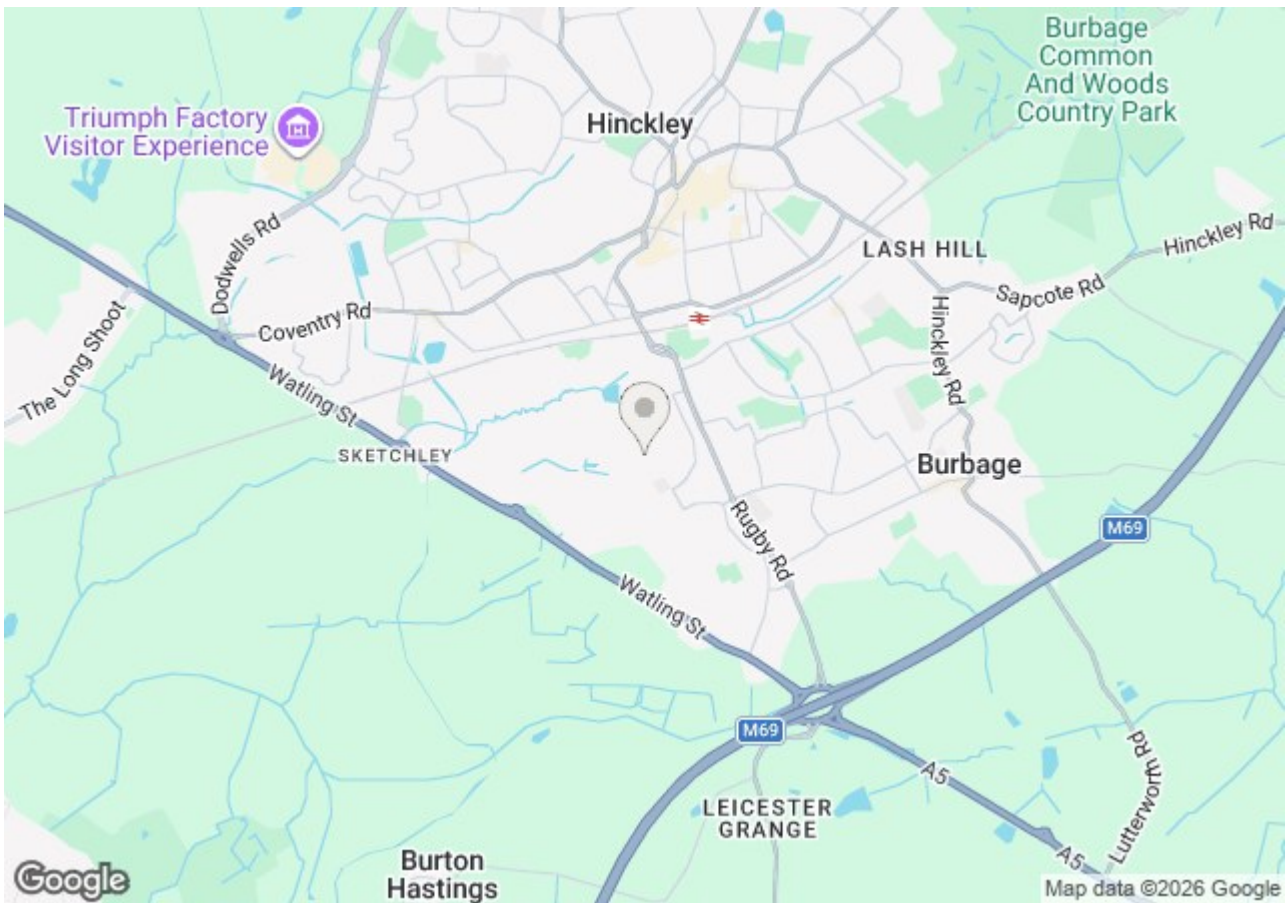 Burbage
Common
And Woods
Country Park
Triumph Factory
Visitor Experience
Hinckley
Dodwells Rd
Hinckley Rd
LASH HILL
Sapcote Rd
The Long Shoot
Coventry Rd
Hinckley Rd
Watling St
SKETCHLEY
Burbage
Rugby Rd
M69
Watling St
M69
A5
Lutterworth Rd
LEICESTER
GRANGE
A5
Burton
Hastings
Google
Map data ©2026 Google